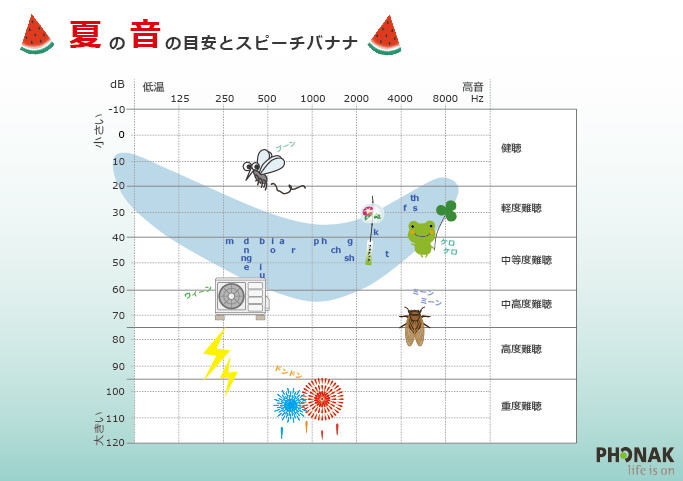 夏の音の目安とスピーチバナナ
dB 低温 高音
125 250 500 1000 2000 4000 8000 Hz
小さい
-10
0
10
20
30
40
50
60
70
80
90
100
110
120
大きい
健聴
軽度難聴
中等度難聴
中高度難聴
高度難聴
重度難聴
ブーン
th
f s
k
m d b i a p h g
n o r ch t
ng sh
e l
u
ケロ
ケロ
ウィーン
ミーン
ミーン
ドンドン
PHONAK
life is on